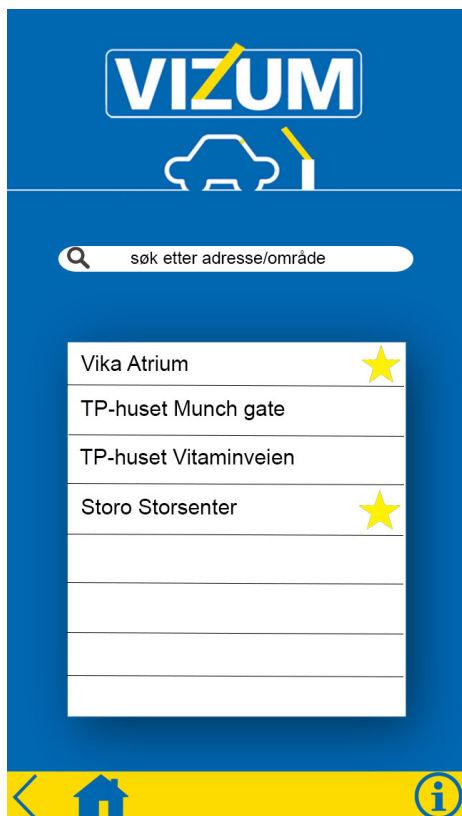 VIZUM
søk etter adresse/område
Vika Atrium
TP-huset Munch gate
TP-huset Vitaminveien
Storo Storsenter